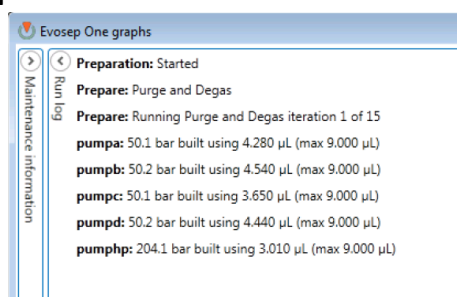 Evosep One graphs
Maintenance information
Run log
Preparation: Started
Prepare: Purge and Degas
Prepare: Running Purge and Degas iteration 1 of 15
pumpa: 50.1 bar built using 4.280 µL (max 9.000 µL)
pumpb: 50.2 bar built using 4.540 µL (max 9.000 µL)
pumpc: 50.1 bar built using 3.650 µL (max 9.000 µL)
pumpd: 50.2 bar built using 4.440 µL (max 9.000 µL)
pumphp: 204.1 bar built using 3.010 µL (max 9.000 µL)